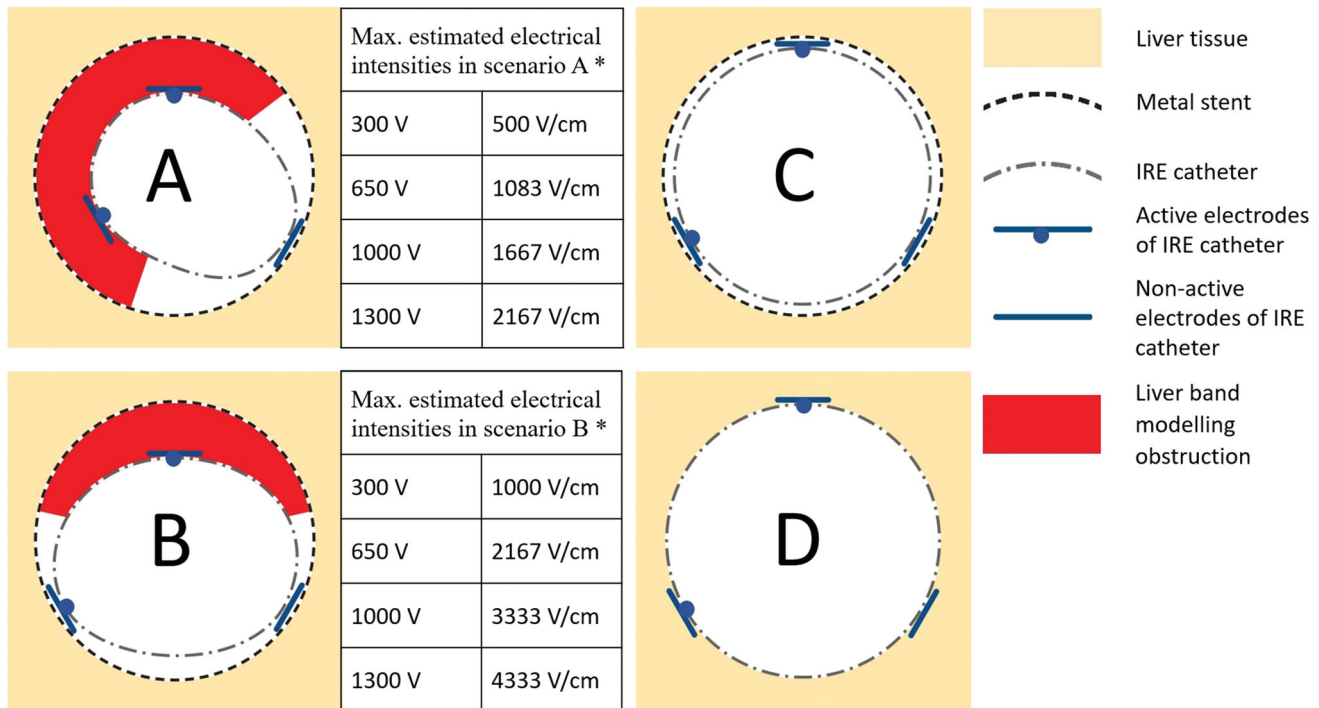 A
Max. estimated electrical
intensities in scenario A *
300 V 500 V/cm
650 V 1083 V/cm
1000 V 1667 V/cm
1300 V 2167 V/cm
B
Max. estimated electrical
intensities in scenario B *
300 V 1000 V/cm
650 V 2167 V/cm
1000 V 3333 V/cm
1300 V 4333 V/cm
C
D
Liver tissue
Metal stent
IRE catheter
Active electrodes
of IRE catheter
Non-active
electrodes of IRE
catheter
Liver band
modelling
obstruction